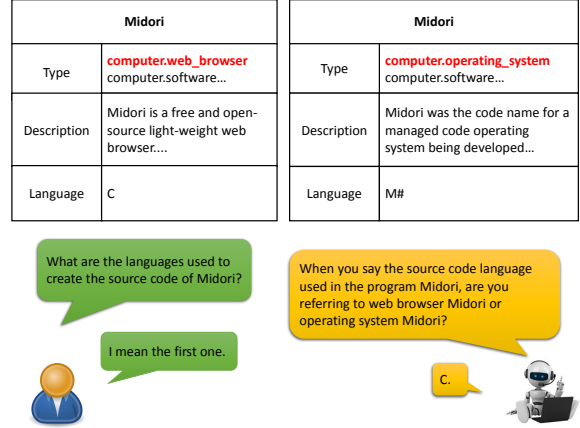 Midori
Type
computer.web_browser
computer.software…
Description
Midori is a free and open-
source light-weight web
browser....
Language
C
Midori
Type
computer.operating_system
computer.software…
Description
Midori was the code name for a
managed code operating
system being developed…
Language
M#
What are the languages used to
create the source code of Midori?
When you say the source code language
used in the program Midori, are you
referring to web browser Midori or
operating system Midori?
I mean the first one.
C.